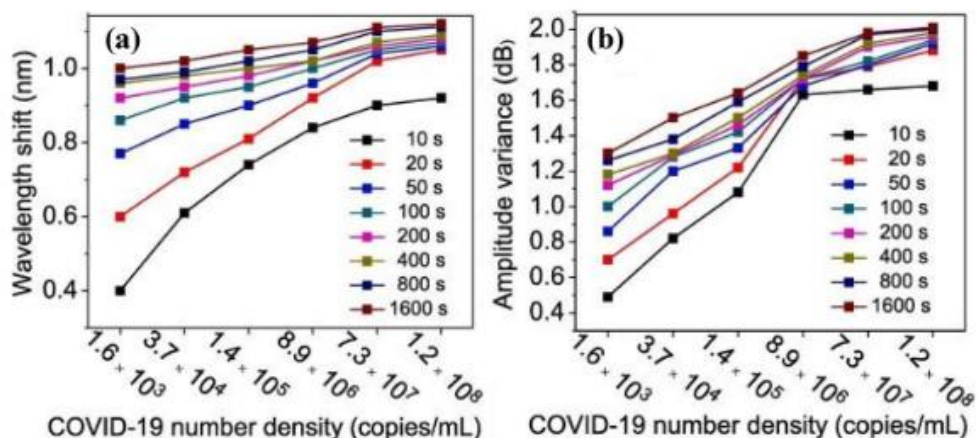 (a)
Wavelength shift (nm)
1.0
0.8
0.6
0.4
10 s
20 s
50 s
100 s
200 s
400 s
800 s
1600 s
1.6 × 10³
3.7 × 10⁴
1.4 × 10⁵
8.9 × 10⁶
7.3 × 10⁷
1.2 × 10⁸
COVID-19 number density (copies/mL)
(b)
Amplitude variance (dB)
2.0
1.8
1.6
1.4
1.2
1.0
0.8
0.6
0.4
10 s
20 s
50 s
100 s
200 s
400 s
800 s
1600 s
1.6 × 10³
3.7 × 10⁴
1.4 × 10⁵
8.9 × 10⁶
7.3 × 10⁷
1.2 × 10⁸
COVID-19 number density (copies/mL)